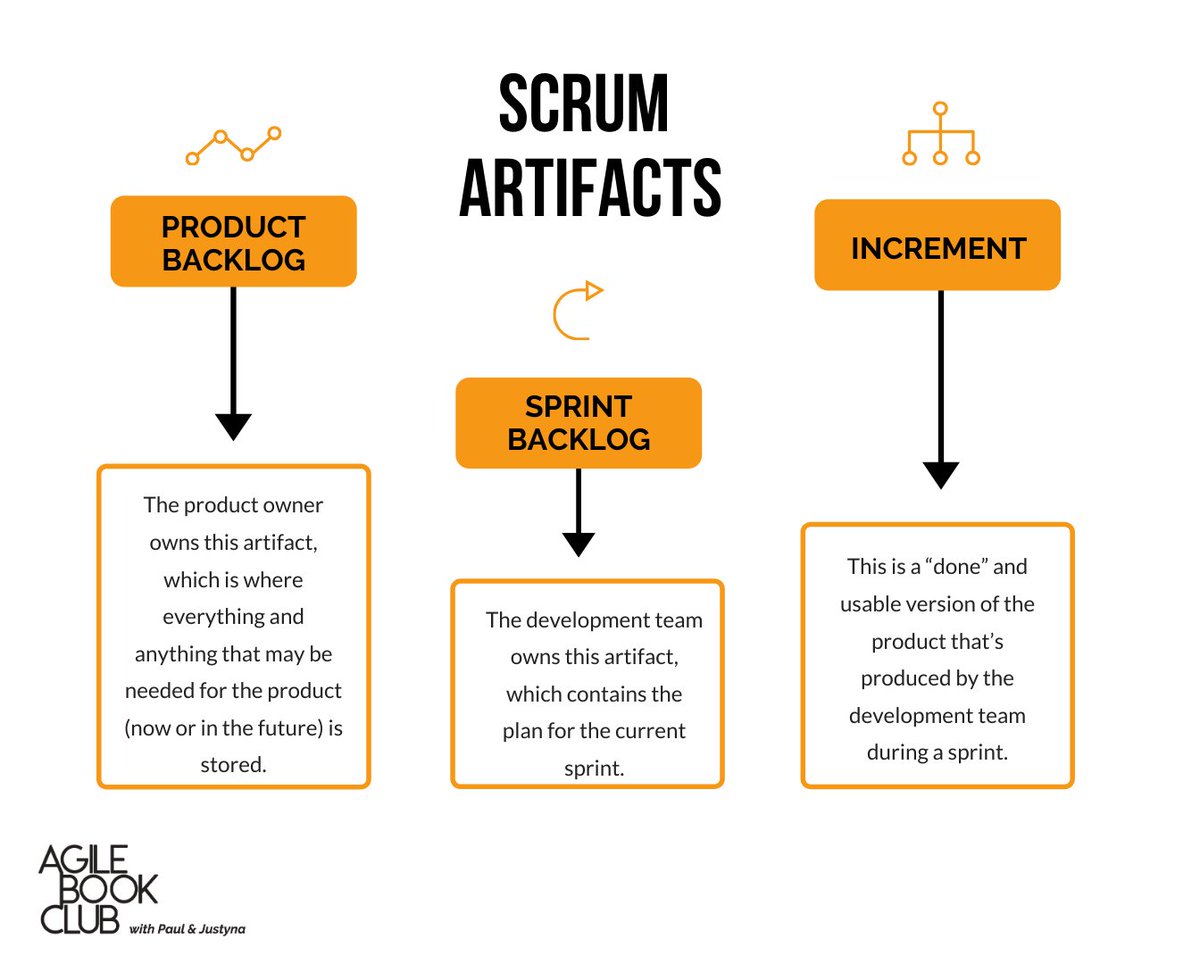 SCRUM
ARTIFACTS
PRODUCT
BACKLOG
The product owner
owns this artifact,
which is where
everything and
anything that may be
needed for the product
(now or in the future) is
stored.
SPRINT
BACKLOG
The development team
owns this artifact,
which contains the
plan for the current
sprint.
INCREMENT
This is a “done” and
usable version of the
product that’s
produced by the
development team
during a sprint.
AGILE
BOOK
CLUB with Paul & Justyna